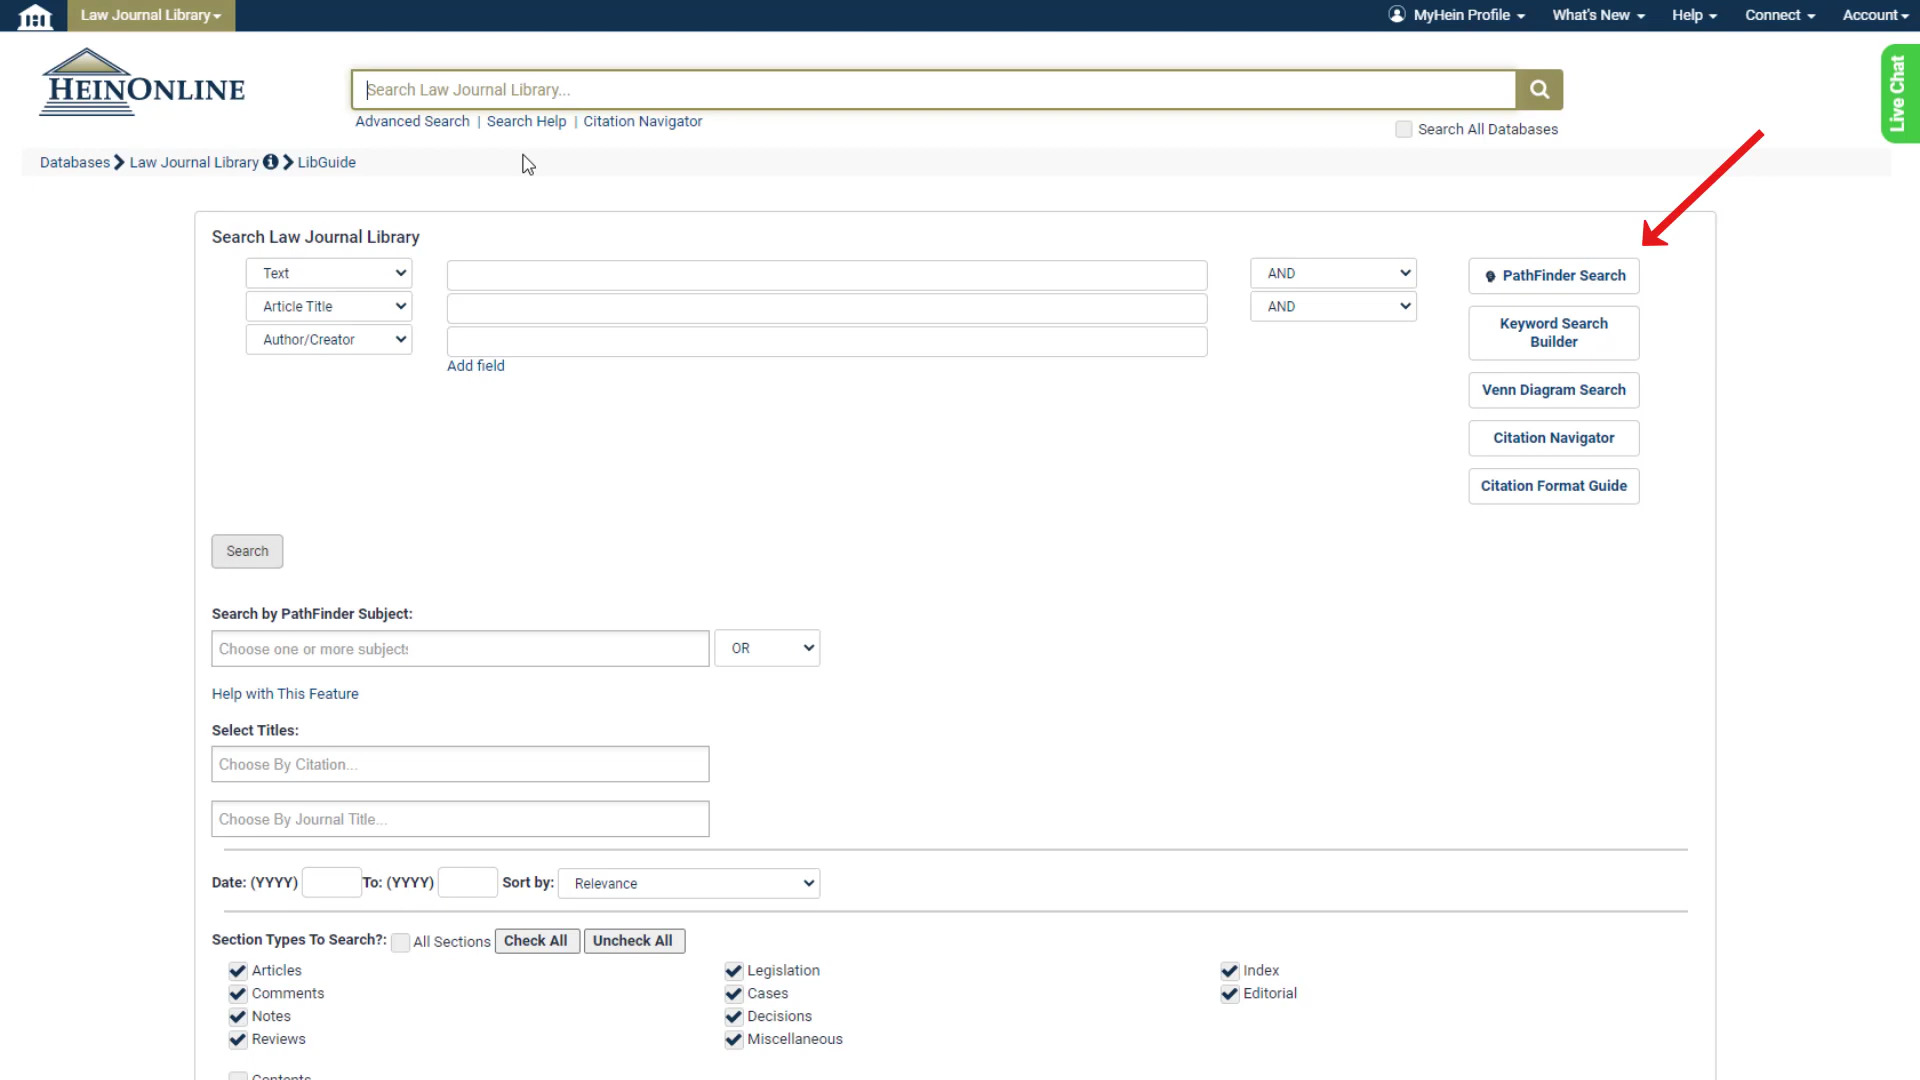 Law Journal Library
MyHein Profile
What's New
Help
Connect
Account
HEINONLINE
Search Law Journal Library...
Advanced Search | Search Help | Citation Navigator
Search All Databases
Live Chat
Databases
Law Journal Library
LibGuide
Search Law Journal Library
Text
AND
PathFinder Search
Article Title
AND
Keyword Search
Builder
Author/Creator
Add field
Venn Diagram Search
Citation Navigator
Citation Format Guide
Search
Search by PathFinder Subject:
Choose one or more subjects
OR
Help with This Feature
Select Titles:
Choose By Citation...
Choose By Journal Title...
Date: (YYYY)
To: (YYYY)
Sort by:
Relevance
Section Types To Search?:
All Sections
Check All
Uncheck All
Articles
Legislation
Index
Comments
Cases
Editorial
Notes
Decisions
Reviews
Miscellaneous
Contents